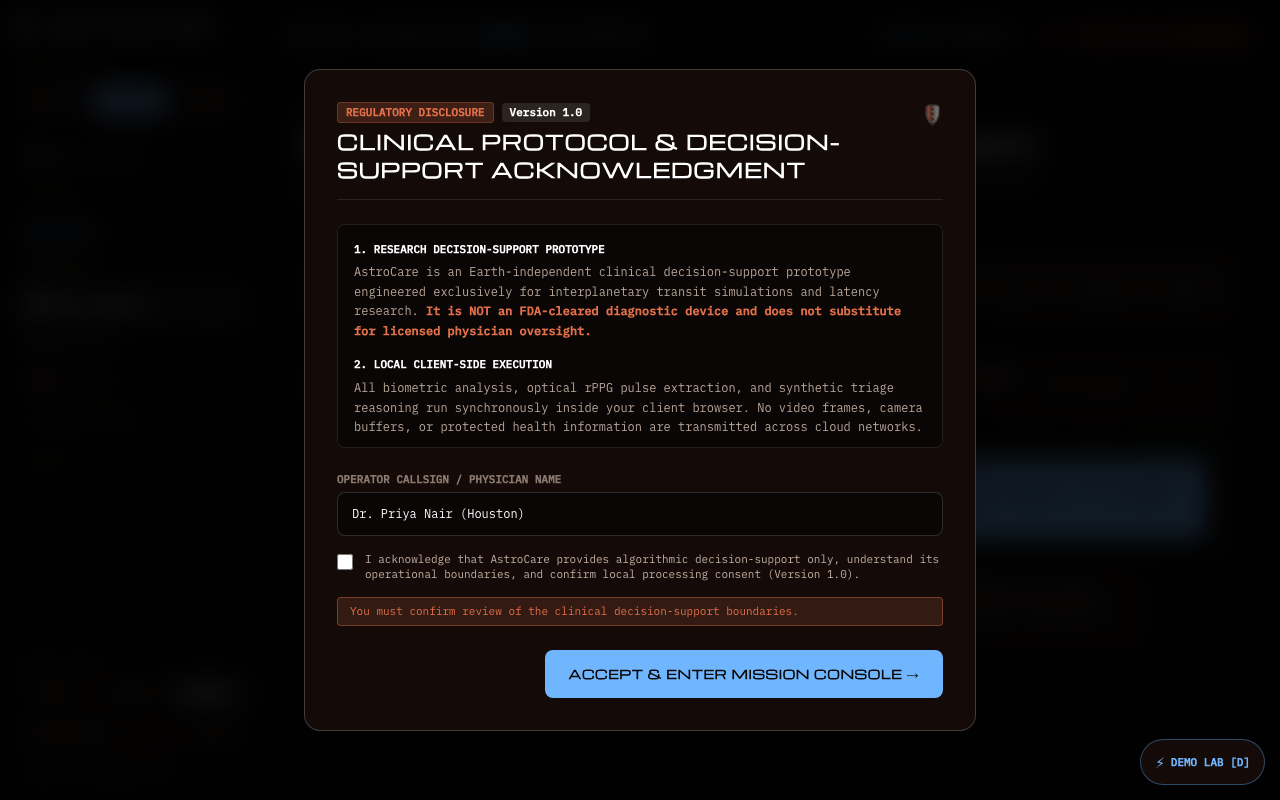 REGULATORY DISCLOSURE Version 1.0
CLINICAL PROTOCOL & DECISION-
SUPPORT ACKNOWLEDGMENT
1. RESEARCH DECISION-SUPPORT PROTOTYPE
AstroCare is an Earth-independent clinical decision-support prototype
engineered exclusively for interplanetary transit simulations and latency
research. It is NOT an FDA-cleared diagnostic device and does not substitute
for licensed physician oversight.
2. LOCAL CLIENT-SIDE EXECUTION
All biometric analysis, optical rPPG pulse extraction, and synthetic triage
reasoning run synchronously inside your client browser. No video frames, camera
buffers, or protected health information are transmitted across cloud networks.
OPERATOR CALLSIGN / PHYSICIAN NAME
Dr. Priya Nair (Houston)
I acknowledge that AstroCare provides algorithmic decision-support only, understand its
operational boundaries, and confirm local processing consent (Version 1.0).
You must confirm review of the clinical decision-support boundaries.
ACCEPT & ENTER MISSION CONSOLE →
⚡ DEMO LAB [D]